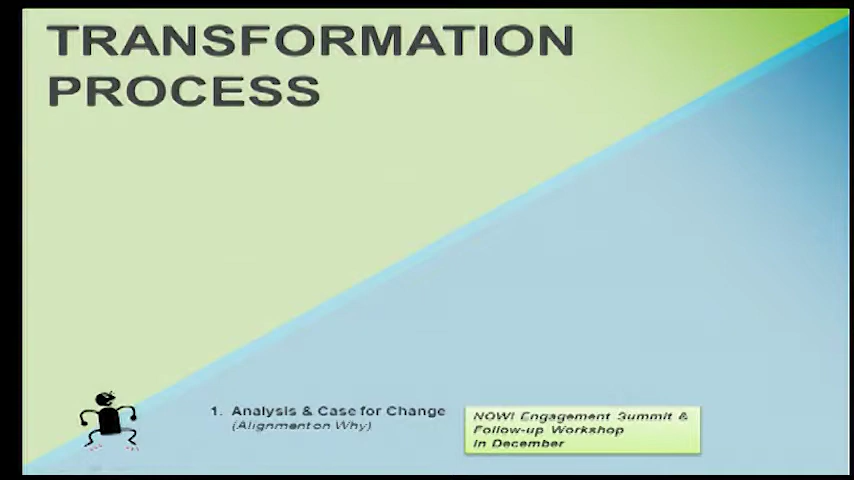 TRANSFORMATION
PROCESS
1. Analysis & Case for Change
(Alignment on Why)
NOW! Engagement Summit &
Follow-up Workshop
in December